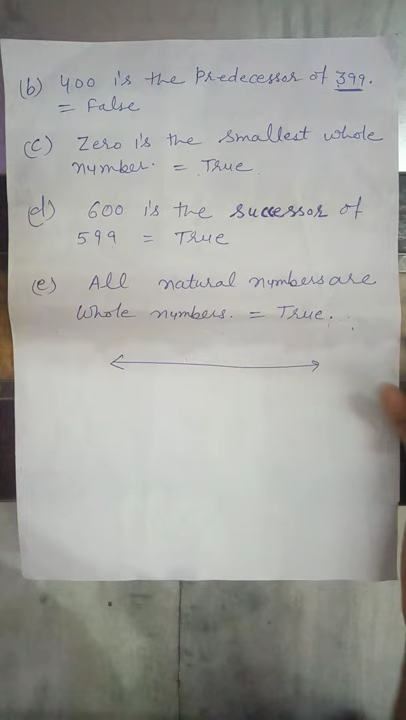 (b) 400 is the Predecessor of 399.
= False
(c) Zero is the smallest whole
number. = True.
(d) 600 is the successor of
599 = True
(e) All natural numbers are
Whole numbers. = True.